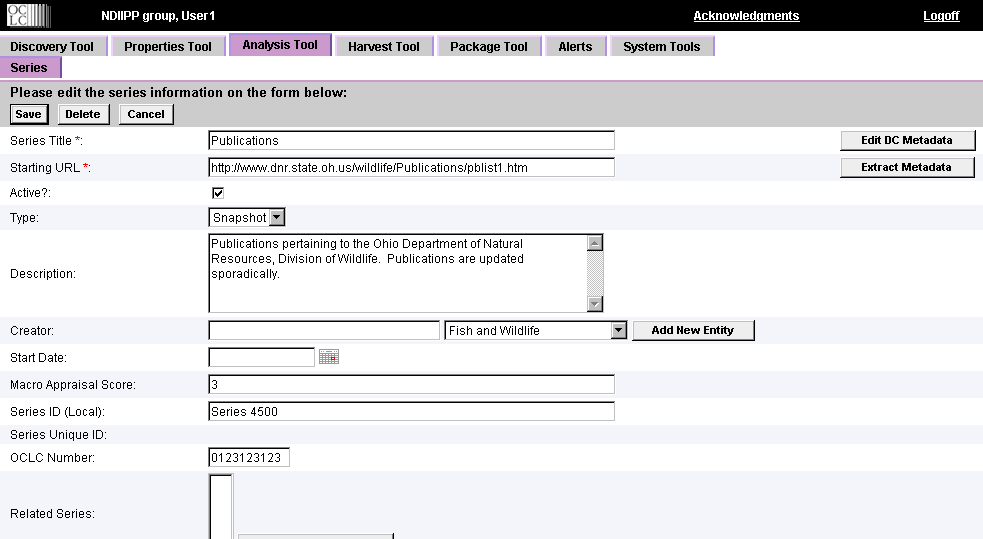 OC
LC
NDIIPP group, User1 Acknowledgments Logoff
Discovery Tool Properties Tool Analysis Tool Harvest Tool Package Tool Alerts System Tools
Series
Please edit the series information on the form below:
Save Delete Cancel
Series Title *: Publications Edit DC Metadata
Starting URL *: http://www.dnr.state.oh.us/wildlife/Publications/pblist1.htm Extract Metadata
Active?:
Type: Snapshot
Description: Publications pertaining to the Ohio Department of Natural
Resources, Division of Wildlife. Publications are updated
sporadically.
Creator: Fish and Wildlife Add New Entity
Start Date:
Macro Appraisal Score: 3
Series ID (Local): Series 4500
Series Unique ID:
OCLC Number: 0123123123
Related Series: